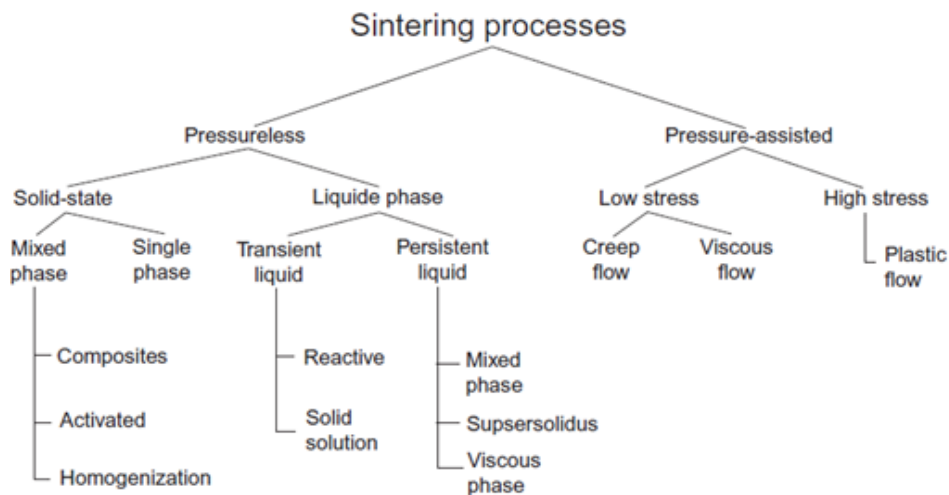 Sintering processes
Pressureless
Pressure-assisted
Solid-state
Liquide phase
Low stress
High stress
Mixed
phase
Single
phase
Transient
liquid
Persistent
liquid
Creep
flow
Viscous
flow
Plastic
flow
Composites
Activated
Homogenization
Reactive
Solid
solution
Mixed
phase
Supsersolidus
Viscous
phase